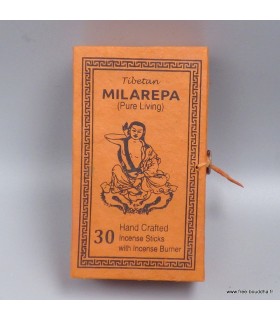 Tibetan
MILAREPA
(Pure Living)
30 Hand Crafted
Incense Sticks
with Incense Burner
www.free-bouddha.fr